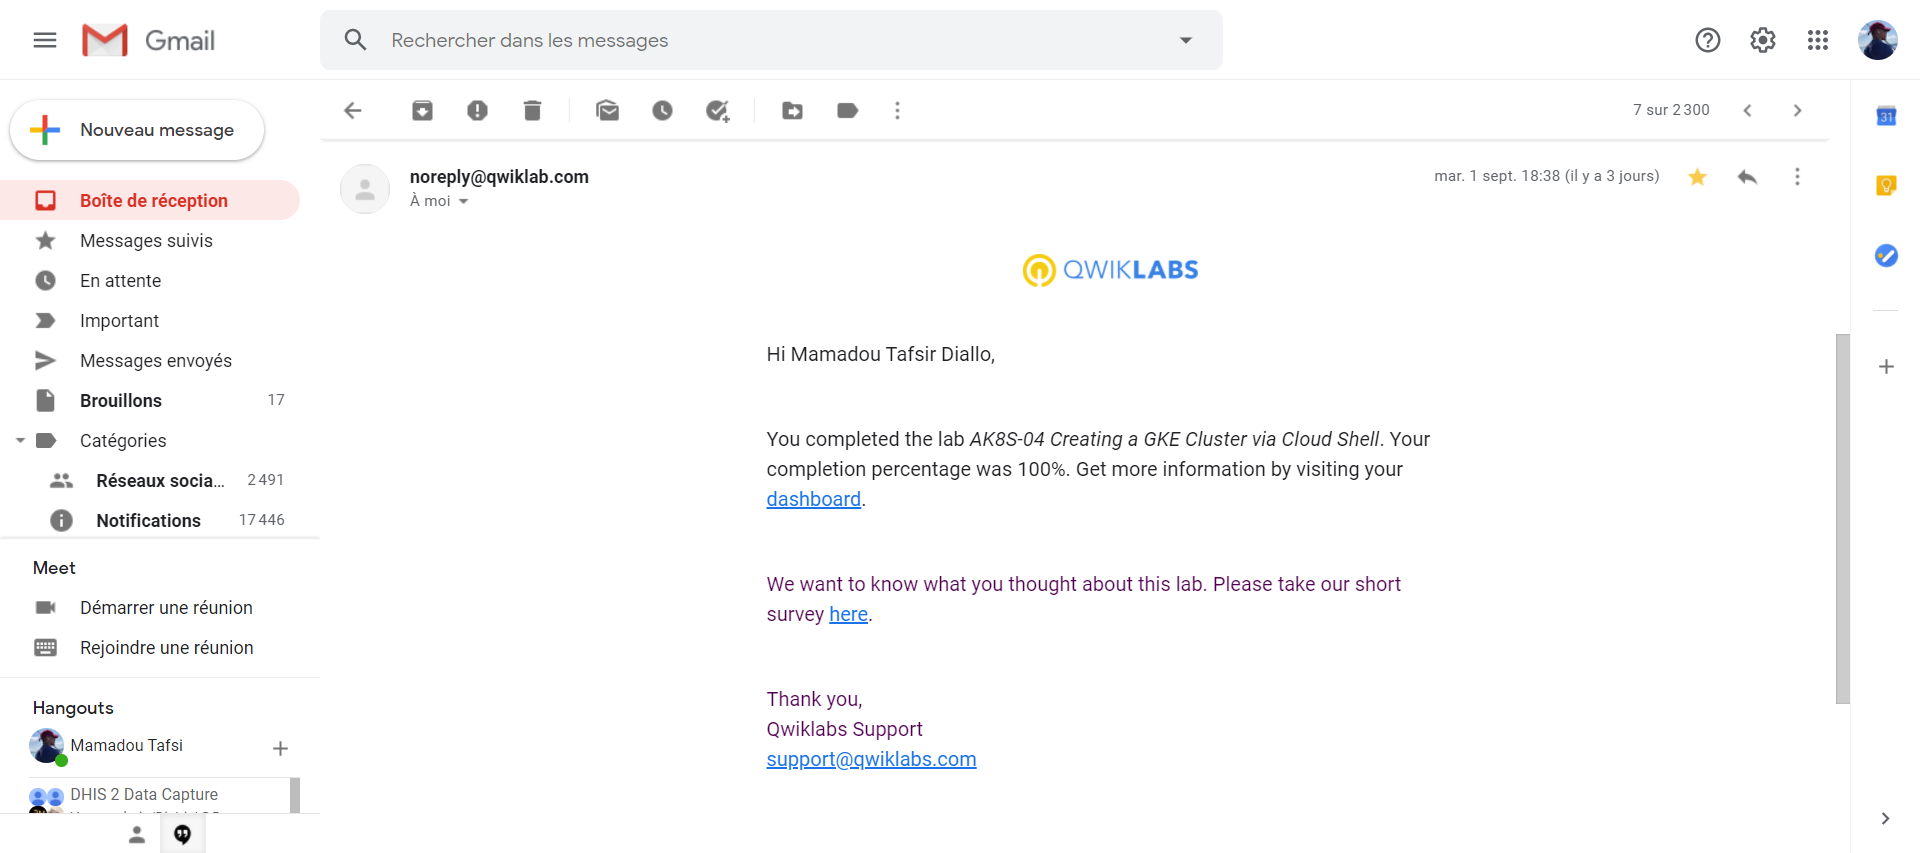 Gmail
Rechercher dans les messages
Nouveau message
7 sur 2 300
31
Boîte de réception
Messages suivis
En attente
Important
Messages envoyés
Brouillons 17
Catégories
Réseaux socia... 2 491
Notifications 17 446
Meet
Démarrer une réunion
Rejoindre une réunion
Hangouts
Mamadou Tafsi
DHIS 2 Data Capture
noreply@qwiklab.com
mar. 1 sept. 18:38 (il y a 3 jours)
À moi
QWIKLABS
Hi Mamadou Tafsir Diallo,
You completed the lab AK8S-04 Creating a GKE Cluster via Cloud Shell. Your
completion percentage was 100%. Get more information by visiting your
dashboard.
We want to know what you thought about this lab. Please take our short
survey here.
Thank you,
Qwiklabs Support
support@qwiklabs.com